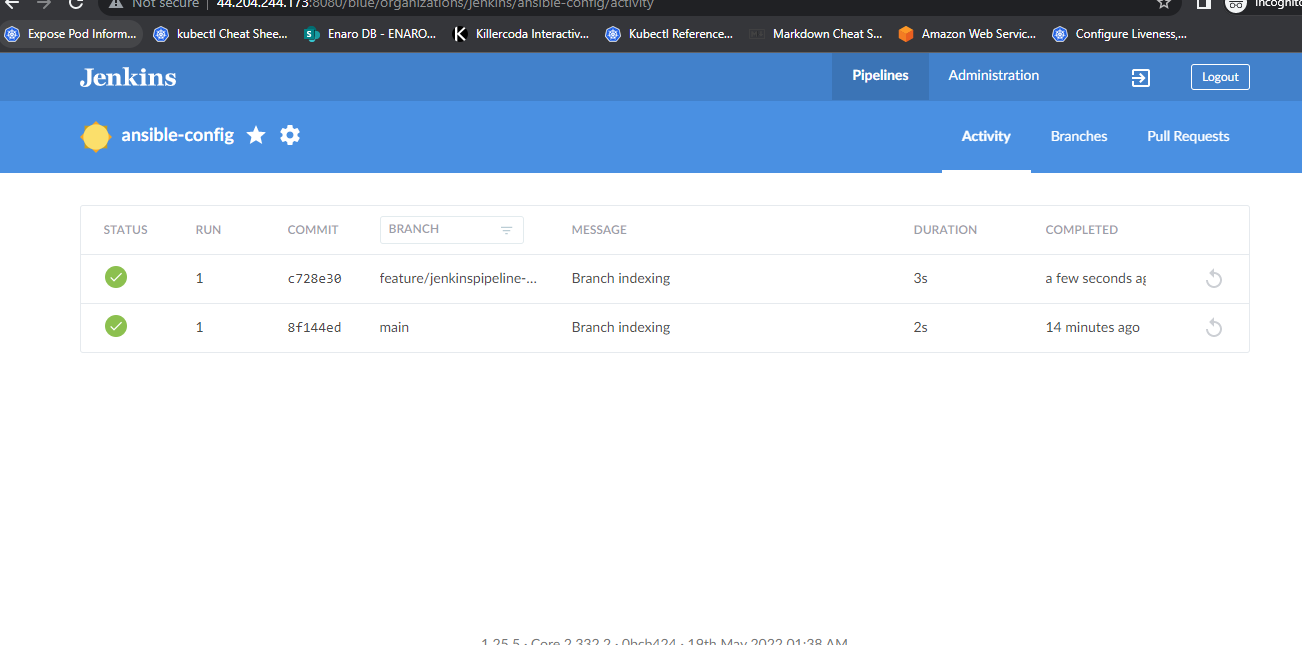 Not secure | 44.204.244.173:8080/blue/organizations/jenkins/ansible-config/activity Incognito
Expose Pod Inform... kubectl Cheat Shee... Enaro DB - ENARO... Killercoda Interactiv... Kubectl Reference... Markdown Cheat S... Amazon Web Servic... Configure Liveness,...
Jenkins Pipelines Administration Logout
ansible-config Activity Branches Pull Requests
STATUS RUN COMMIT BRANCH MESSAGE DURATION COMPLETED
1 c728e30 feature/jenkinspipeline-... Branch indexing 3s a few seconds ag
1 8f144ed main Branch indexing 2s 14 minutes ago
1.25.5 · Core 2.332.2 · 0bcb424 · 19th May 2022 01:38 AM